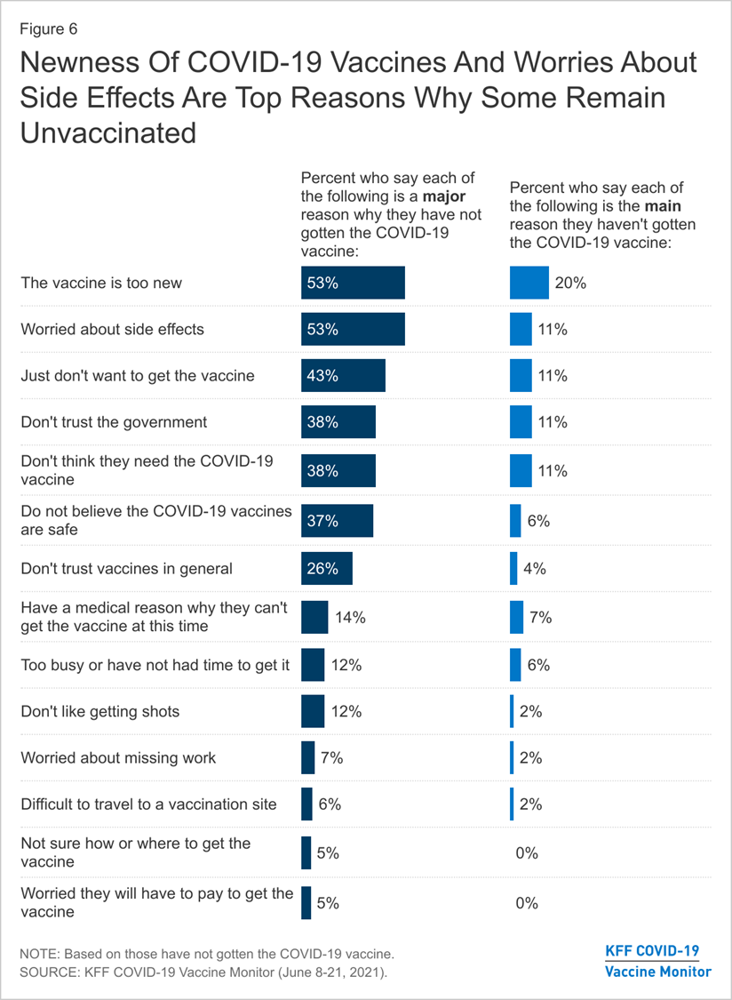 Figure 6
Newness Of COVID-19 Vaccines And Worries About
Side Effects Are Top Reasons Why Some Remain
Unvaccinated
Percent who say each of
the following is a major
reason why they have not
gotten the COVID-19
vaccine:
Percent who say each of
the following is the main
reason they haven't gotten
the COVID-19 vaccine:
The vaccine is too new 53% 20%
Worried about side effects 53% 11%
Just don't want to get the vaccine 43% 11%
Don't trust the government 38% 11%
Don't think they need the COVID-19
vaccine 38% 11%
Do not believe the COVID-19 vaccines
are safe 37% 6%
Don't trust vaccines in general 26% 4%
Have a medical reason why they can't
get the vaccine at this time 14% 7%
Too busy or have not had time to get it 12% 6%
Don't like getting shots 12% 2%
Worried about missing work 7% 2%
Difficult to travel to a vaccination site 6% 2%
Not sure how or where to get the
vaccine 5% 0%
Worried they will have to pay to get the
vaccine 5% 0%
NOTE: Based on those have not gotten the COVID-19 vaccine.
SOURCE: KFF COVID-19 Vaccine Monitor (June 8-21, 2021).
KFF COVID-19
Vaccine Monitor